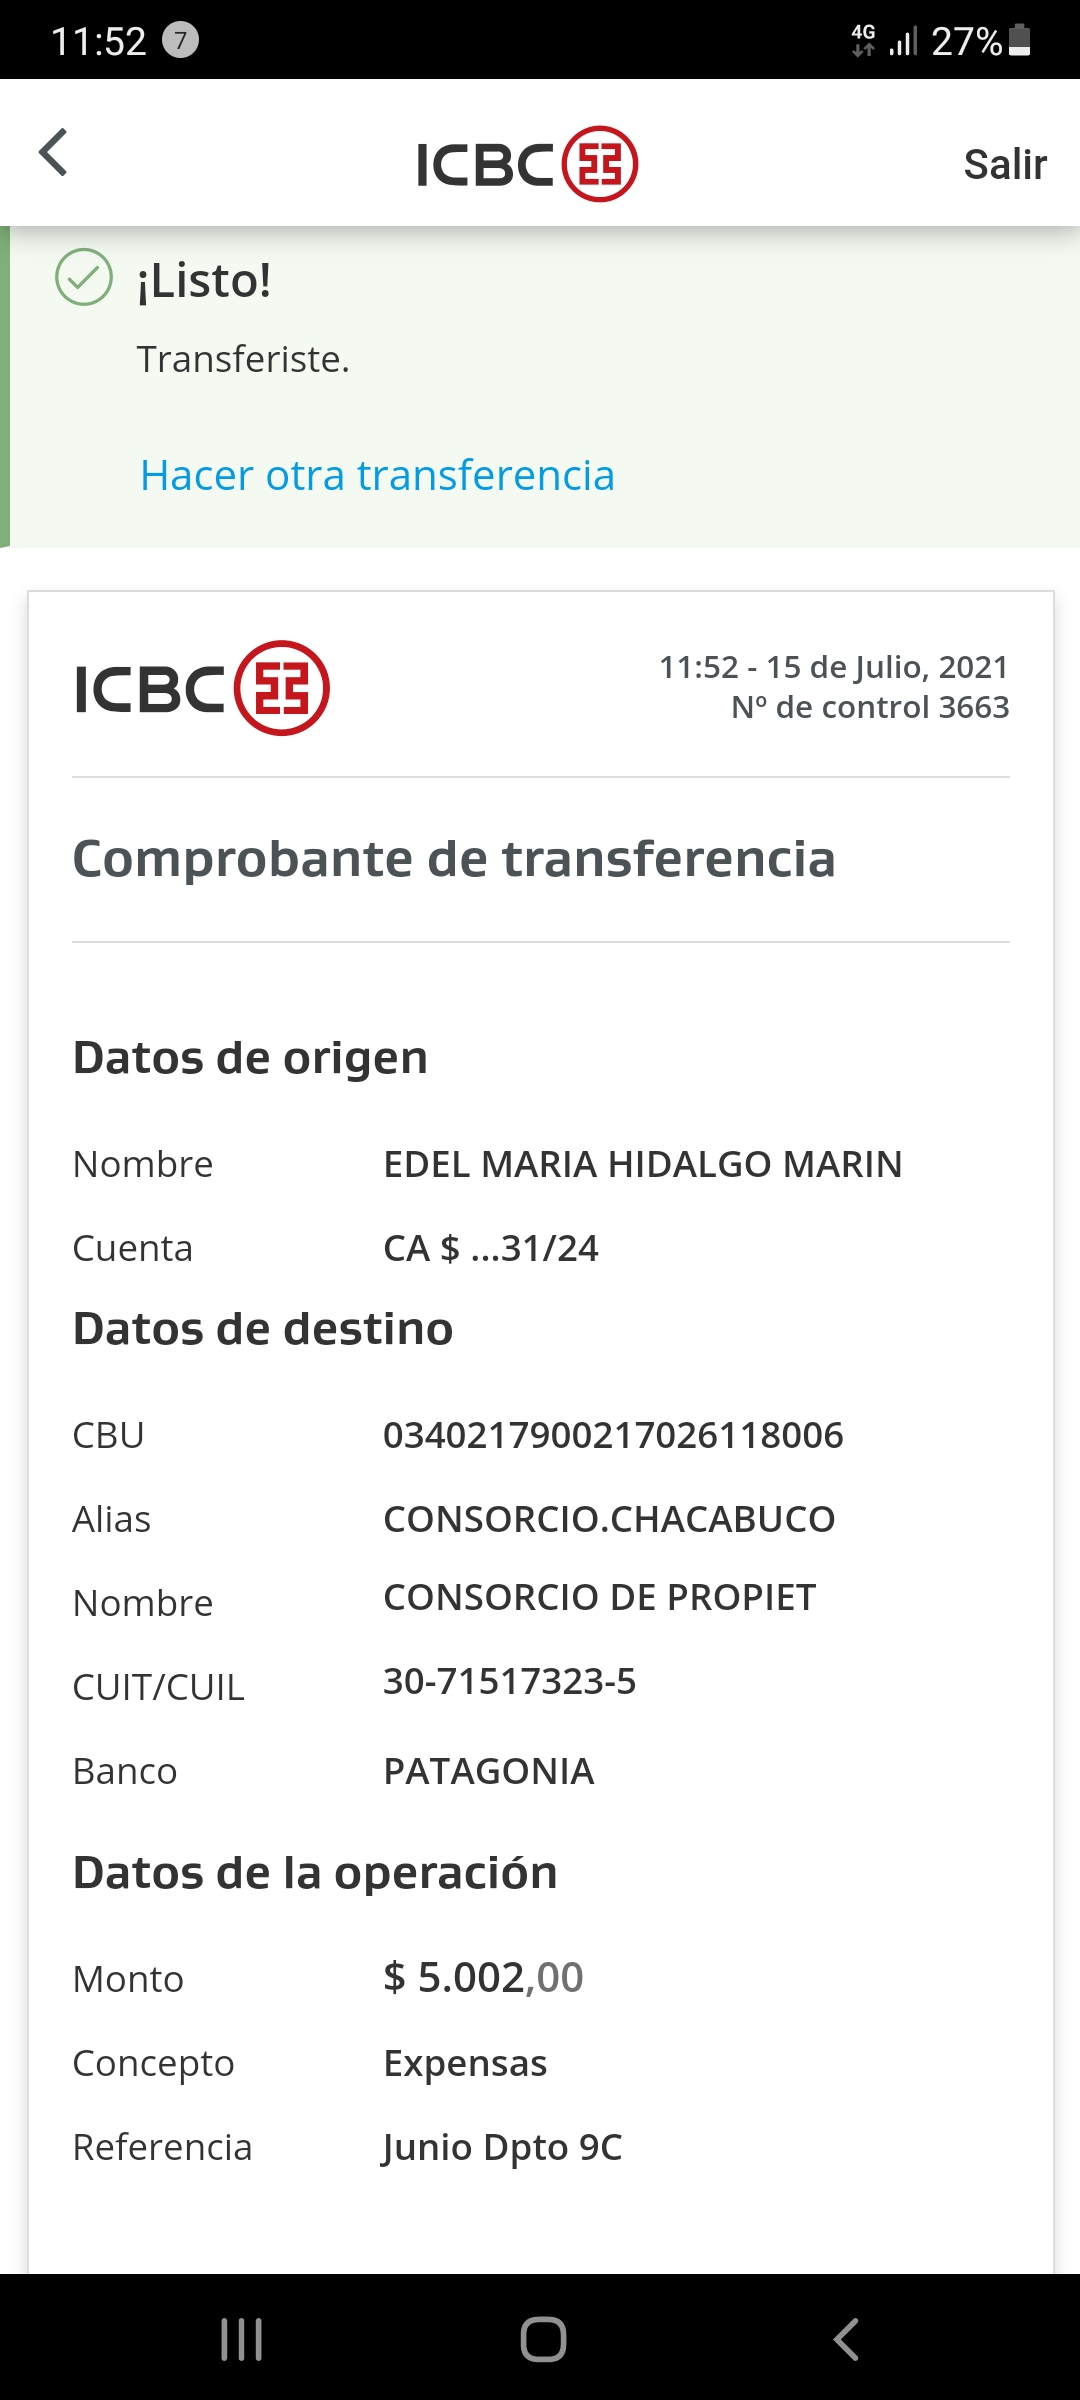 11:52 7 4G 27%
ICBC Salir
¡Listo!
Transferiste.
Hacer otra transferencia
ICBC 11:52 - 15 de Julio, 2021
Nº de control 3663
Comprobante de transferencia
Datos de origen
Nombre EDEL MARIA HIDALGO MARIN
Cuenta CA $ ...31/24
Datos de destino
CBU 0340217900217026118006
Alias CONSORCIO.CHACABUCO
Nombre CONSORCIO DE PROPIET
CUIT/CUIL 30-71517323-5
Banco PATAGONIA
Datos de la operación
Monto $ 5.002,00
Concepto Expensas
Referencia Junio Dpto 9C